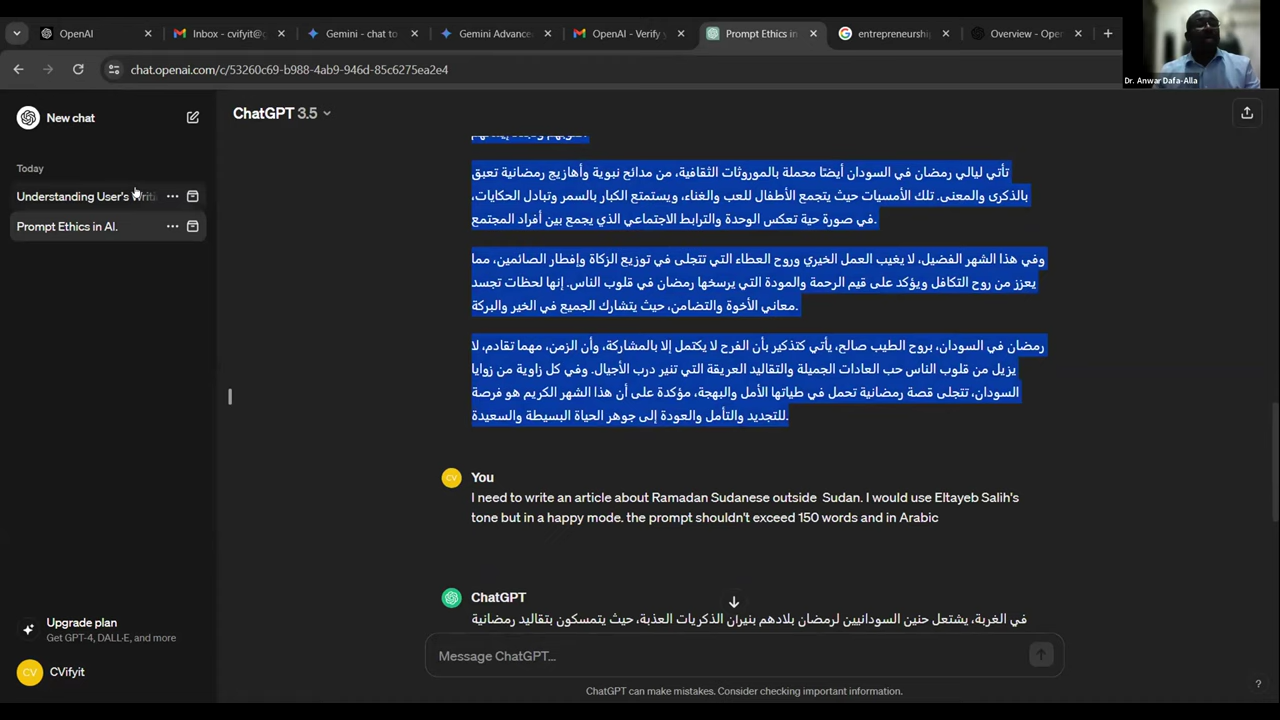 OpenAI
Inbox - cvifyit@g
Gemini - chat to
Gemini Advance
OpenAI - Verify y
Prompt Ethics in
entrepreneurshi
Overview - Open
chat.openai.com/c/53260c69-b988-4ab9-946d-85c6275ea2e4
Dr. Anwar Dafa-Alla
New chat
ChatGPT 3.5
Today
Understanding User's Writi
Prompt Ethics in AI.
تأتي ليالي رمضان في السودان أيضًا محملة بالموروثات الثقافية، من مدائح نبوية وأهازيج رمضانية تعبق
بالذكرى والمعنى. تلك الأمسيات حيث يتجمع الأطفال للعب والغناء، ويستمتع الكبار بالسمر وتبادل الحكايات،
في صورة حية تعكس الوحدة والترابط الاجتماعي الذي يجمع بين أفراد المجتمع.
وفي هذا الشهر الفضيل، لا يغيب العمل الخيري وروح العطاء التي تتجلى في توزيع الزكاة وإفطار الصائمين، مما
يعزز من روح التكافل ويؤكد على قيم الرحمة والمودة التي يرسخها رمضان في قلوب الناس. إنها لحظات تجسد
معاني الأخوة والتضامن، حيث يتشارك الجميع في الخير والبركة.
رمضان في السودان، بروح الطيب صالح، يأتي كتذكير بأن الفرح لا يكتمل إلا بالمشاركة، وأن الزمن، مهما تقادم، لا
يزيل من قلوب الناس حب العادات الجميلة والتقاليد العريقة التي تنير درب الأجيال. وفي كل زاوية من زوايا
السودان، تتجلى قصة رمضانية تحمل في طياتها الأمل والبهجة، مؤكدة على أن هذا الشهر الكريم هو فرصة
للتجديد والتأمل والعودة إلى جوهر الحياة البسيطة والسعيدة.
CV You
I need to write an article about Ramadan Sudanese outside Sudan. I would use Eltayeb Salih's
tone but in a happy mode. the prompt shouldn't exceed 150 words and in Arabic
ChatGPT
في الغربة، يشتعل حنين السودانيين لرمضان بلادهم بنيران الذكريات العذبة، حيث يتمسكون بتقاليد رمضانية
Upgrade plan
Get GPT-4, DALL·E, and more
CV CVifyit
Message ChatGPT...
ChatGPT can make mistakes. Consider checking important information.
?